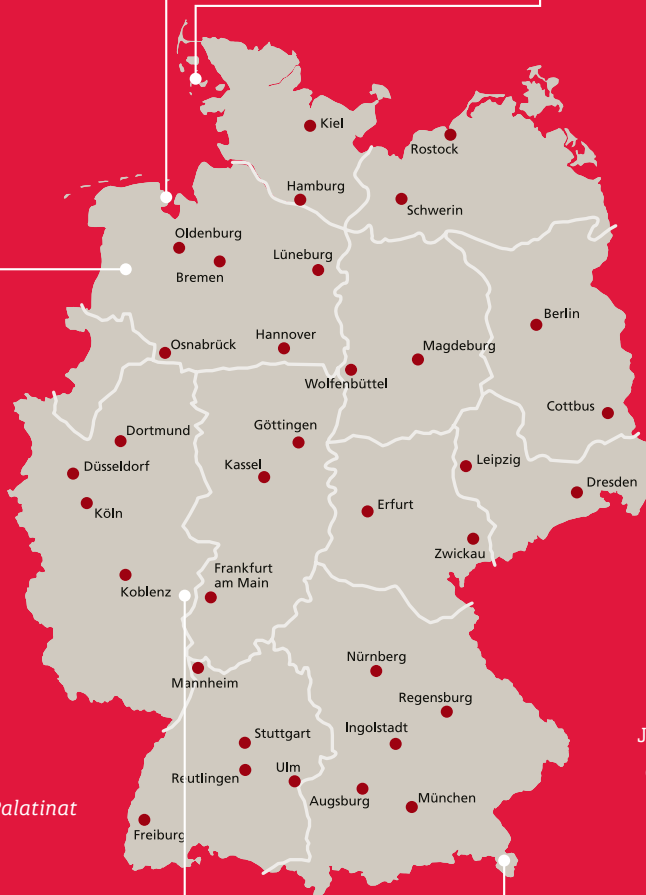 Kiel
Rostock
Hamburg
Schwerin
Oldenburg
Bremen
Lüneburg
Berlin
Osnabrück
Hannover
Magdeburg
Wolfenbüttel
Cottbus
Dortmund
Göttingen
Düsseldorf
Kassel
Leipzig
Dresden
Köln
Erfurt
Zwickau
Koblenz
Frankfurt
am Main
Mannheim
Nürnberg
Regensburg
Ingolstadt
Stuttgart
J
Reutlingen
Ulm
Augsburg
München
alatinat
Freiburg